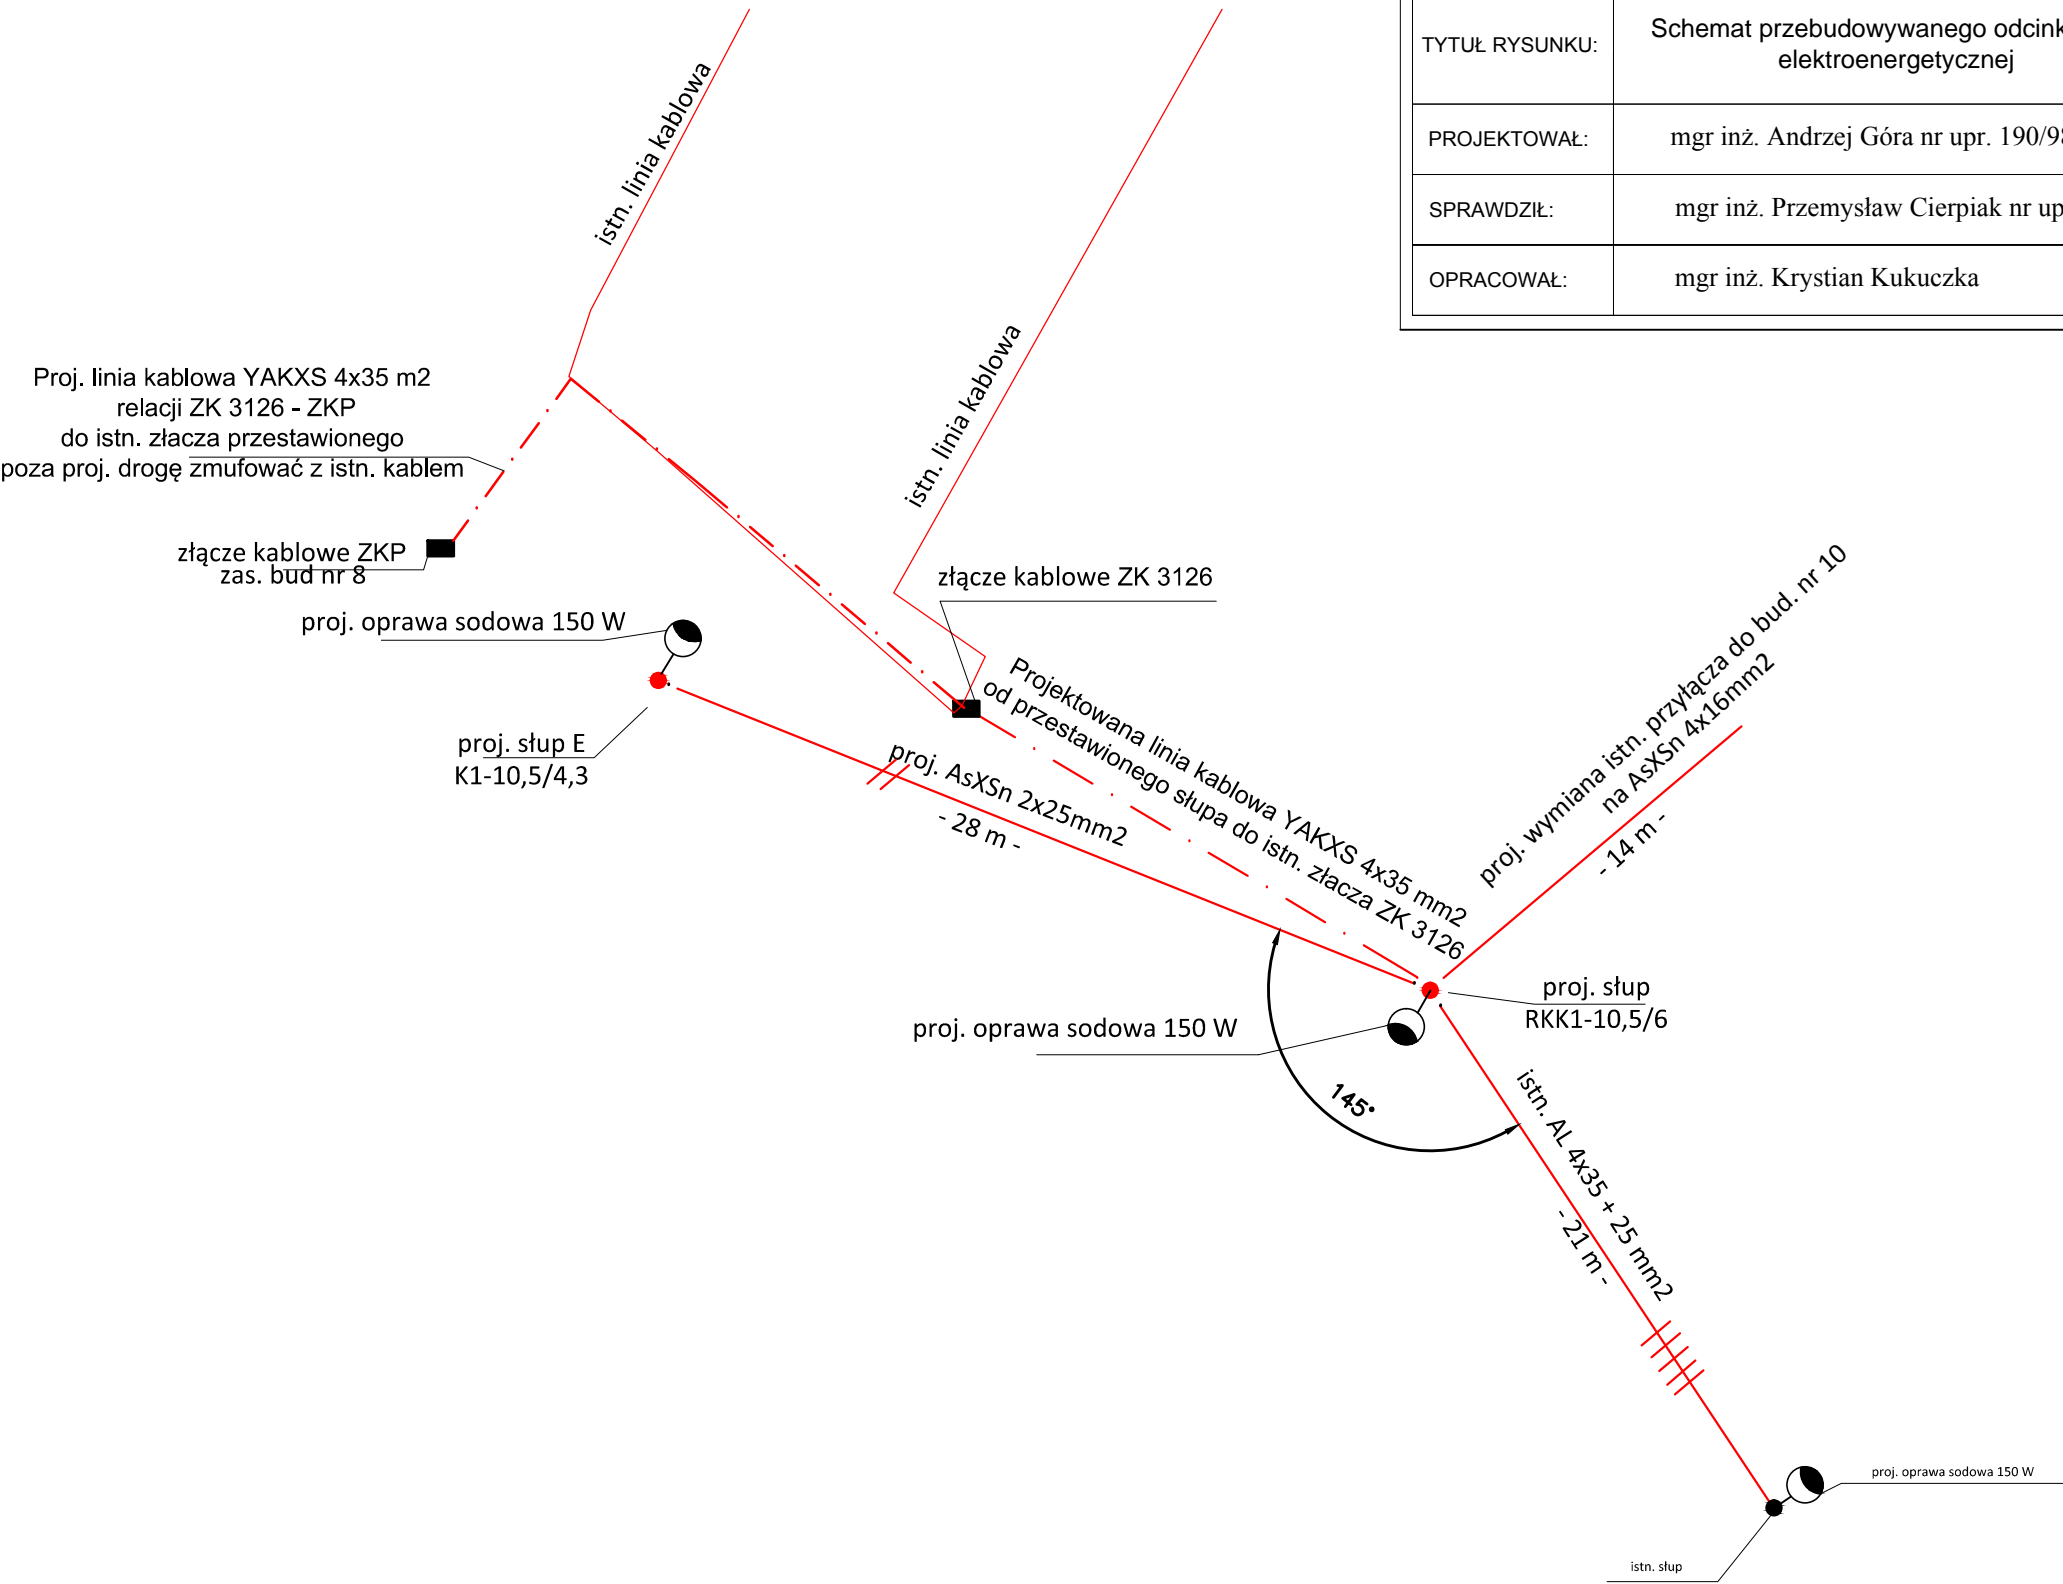 TYTUŁ RYSUNKU:
Schemat przebudowywanego
elektroenergetycznej
PROJEKTOWAŁ:
mgr inż. Andrzej Góra nr upr.
SPRAWDZIŁ:
mgr inż. Przemysław Cierpiak nr
OPRACOWAŁ:
mgr inż. Krystian Kukuczka
istn. linia kablowa
istn. linia kablowa
Proj. linia kablowa YAKXS 4x35 m2
relacji ZK 3126 - ZKP
do istn. złacza przestawionego
poza proj. drogę zmufować z istn. kablem
złącze kablowe ZKP
zas. bud nr 8
złącze kablowe ZK 3126
proj. oprawa sodowa 150 W
proj. słup E
K1-10,5/4,3
proj. AsXSn 2x25mm2
- 28 m -
Projektowana linia kablowa YAKXS 4x35 mm2
od przestawionego słupa do istn. złacza ZK 3126
proj. wymiana istn. przyłącza do bud. nr 10
na AsXSn 4x16mm2
- 14 m -
proj. słup
RKK1-10,5/6
proj. oprawa sodowa 150 W
145°
istn. AL 4x35 + 25 mm2
- 21 m -
proj. oprawa sodowa 150 W
istn. słup